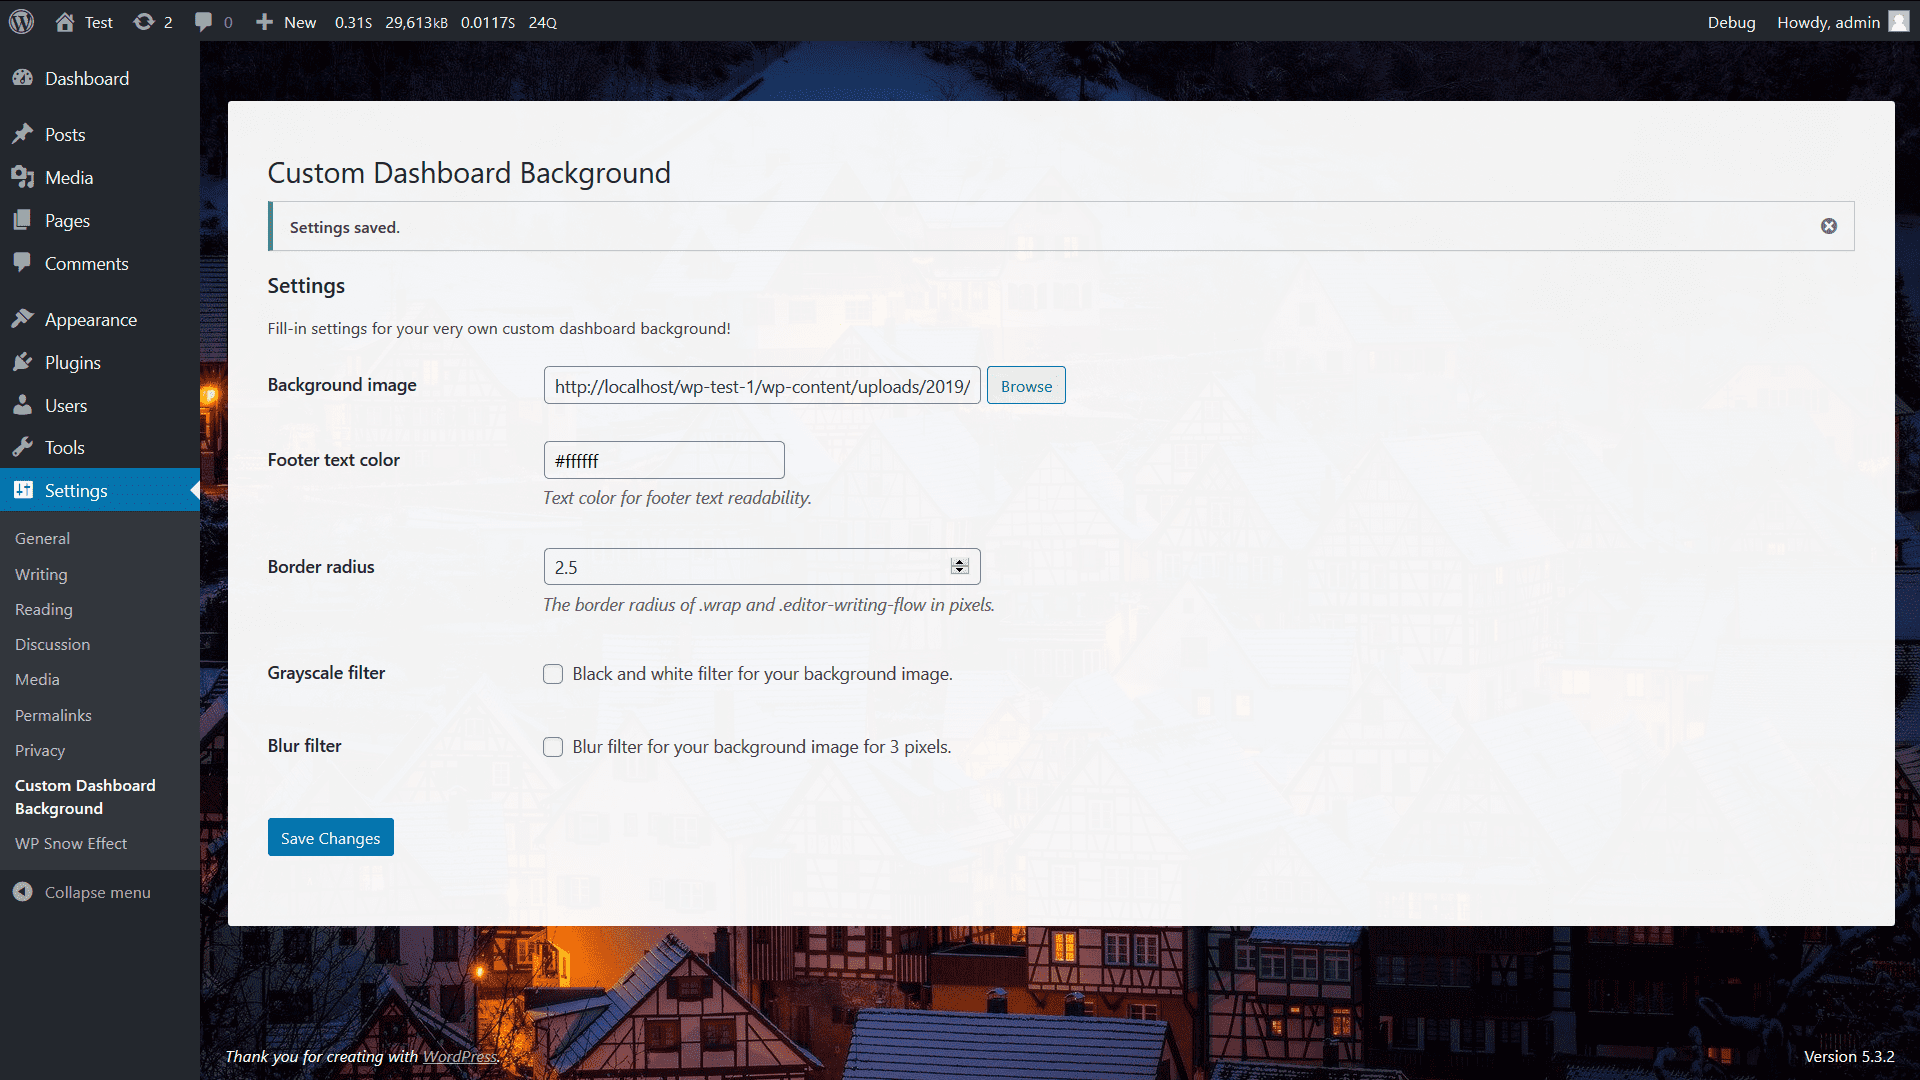 Test 2 0 New 0.31S 29,613KB 0.0117S 24Q Debug Howdy, admin
Dashboard
Posts
Media
Pages
Comments
Appearance
Plugins
Users
Tools
Settings
General
Writing
Reading
Discussion
Media
Permalinks
Privacy
Custom Dashboard
Background
WP Snow Effect
Collapse menu
Custom Dashboard Background
Settings saved.
Settings
Fill-in settings for your very own custom dashboard background!
Background image http://localhost/wp-test-1/wp-content/uploads/2019/ Browse
Footer text color #ffffff
Text color for footer text readability.
Border radius 2.5
The border radius of .wrap and .editor-writing-flow in pixels.
Grayscale filter Black and white filter for your background image.
Blur filter Blur filter for your background image for 3 pixels.
Save Changes
Thank you for creating with WordPress. Version 5.3.2